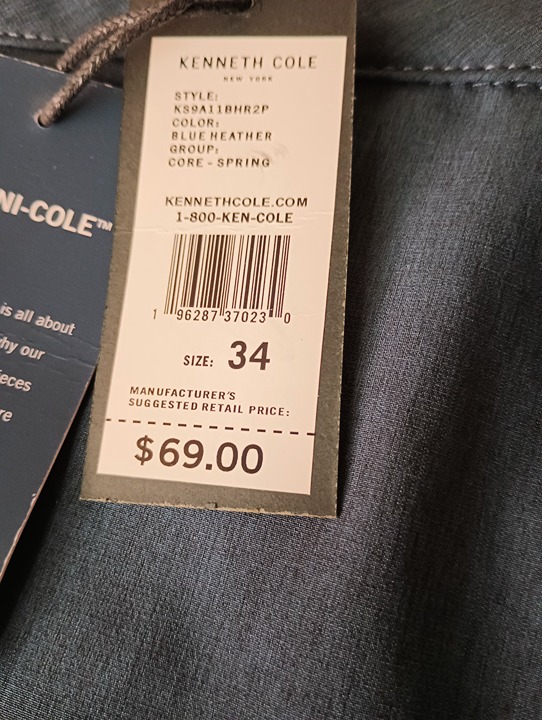 KENNETH COLE
NEW YORK
STYLE:
KS9A11BHR2P
COLOR:
BLUE HEATHER
GROUP:
CORE - SPRING
KENNETHCOLE.COM
1-800-KEN-COLE
1 96287 37023 0
SIZE: 34
MANUFACTURER'S
SUGGESTED RETAIL PRICE:
$69.00
NI-COLE™
is all about
hy our
eces
re